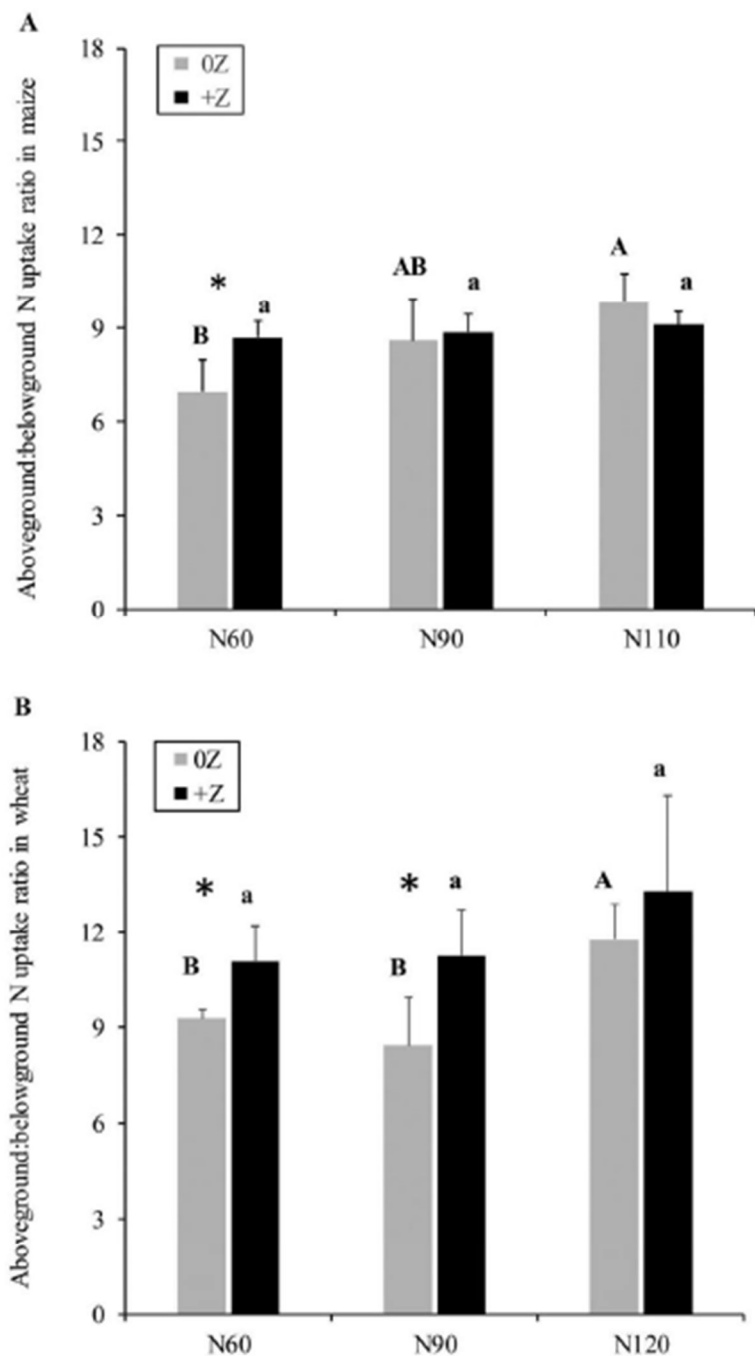 A
Aboveground:belowground N uptake ratio in maize
18
15
12
9
6
3
0
0Z
+Z
*
B
a
AB
a
A
a
N60
N90
N110
B
Aboveground:belowground N uptake ratio in wheat
18
15
12
9
6
3
0
0Z
+Z
*
B
a
*
B
a
A
a
N60
N90
N120